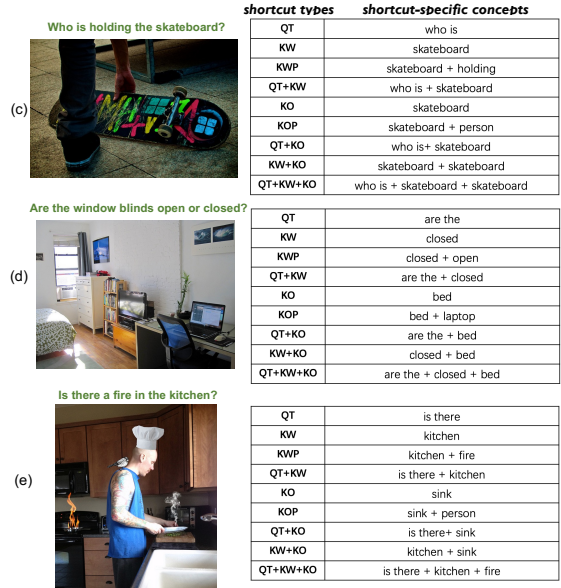 shortcut types shortcut-specific concepts
Who is holding the skateboard?
(c)
QT who is
KW skateboard
KWP skateboard + holding
QT+KW who is + skateboard
KO skateboard
KOP skateboard + person
QT+KO who is+ skateboard
KW+KO skateboard + skateboard
QT+KW+KO who is + skateboard + skateboard
Are the window blinds open or closed?
(d)
QT are the
KW closed
KWP closed + open
QT+KW are the + closed
KO bed
KOP bed + laptop
QT+KO are the + bed
KW+KO closed + bed
QT+KW+KO are the + closed + bed
Is there a fire in the kitchen?
(e)
QT is there
KW kitchen
KWP kitchen + fire
QT+KW is there + kitchen
KO sink
KOP sink + person
QT+KO is there+ sink
KW+KO kitchen + sink
QT+KW+KO is there + kitchen + fire